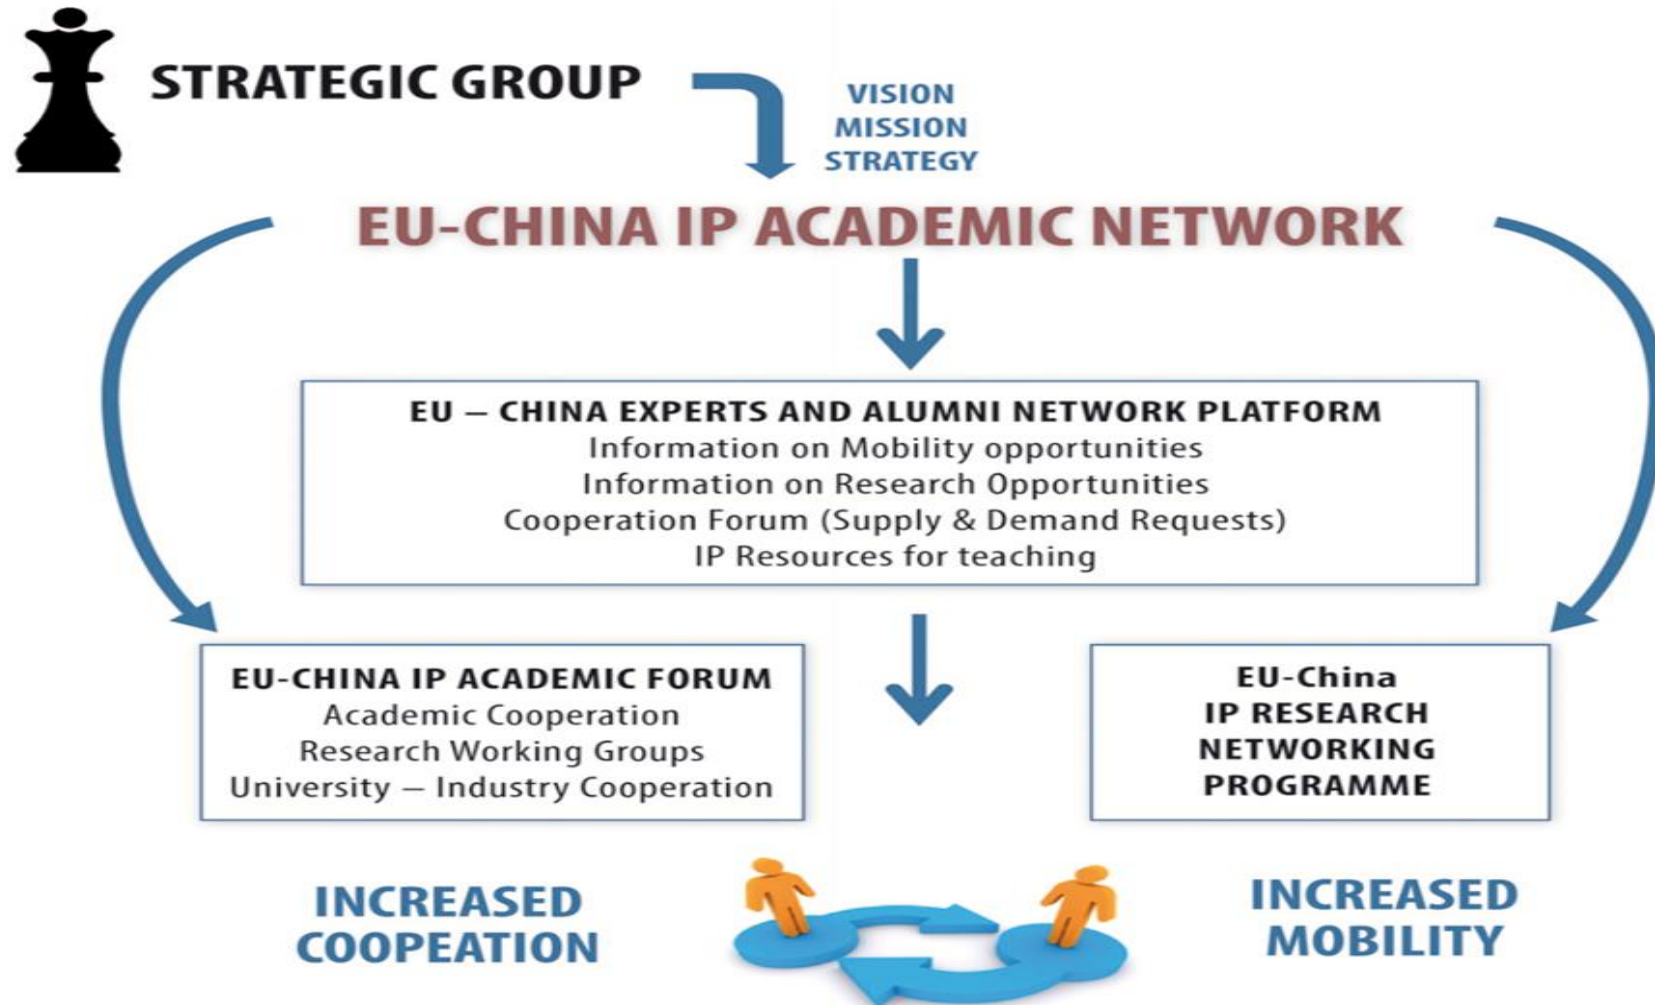 STRATEGIC GROUP
VISION
MISSION
STRATEGY
EU-CHINA IP ACADEMIC NETWORK
EU – CHINA EXPERTS AND ALUMNI NETWORK PLATFORM
Information on Mobility opportunities
Information on Research Opportunities
Cooperation Forum (Supply & Demand Requests)
IP Resources for teaching
EU-CHINA IP ACADEMIC FORUM
Academic Cooperation
Research Working Groups
University – Industry Cooperation
EU-China
IP RESEARCH
NETWORKING
PROGRAMME
INCREASED
COOPEATION
INCREASED
MOBILITY